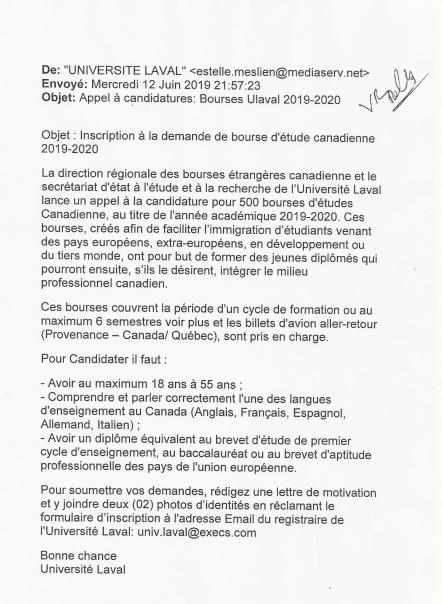 De: "UNIVERSITE LAVAL" <estelle.meslien@mediaserv.net>
Envoyé: Mercredi 12 Juin 2019 21:57:23
Objet: Appel à candidatures: Bourses Ulaval 2019-2020
Objet : Inscription à la demande de bourse d'étude canadienne
2019-2020
La direction régionale des bourses étrangères canadienne et le
secrétariat d'état à l'étude et à la recherche de l'Université Laval
lance un appel à la candidature pour 500 bourses d'études
Canadienne, au titre de l'année académique 2019-2020. Ces
bourses, créés afin de faciliter l'immigration d'étudiants venant
des pays européens, extra-européens, en développement ou
du tiers monde, ont pour but de former des jeunes diplômés qui
pourront ensuite, s'ils le désirent, intégrer le milieu
professionnel canadien.
Ces bourses couvrent la période d'un cycle de formation ou au
maximum 6 semestres voir plus et les billets d'avion aller-retour
(Provenance – Canada/ Québec), sont pris en charge.
Pour Candidater il faut :
- Avoir au maximum 18 ans à 55 ans ;
- Comprendre et parler correctement l'une des langues
d'enseignement au Canada (Anglais, Français, Espagnol,
Allemand, Italien) ;
- Avoir un diplôme équivalent au brevet d'étude de premier
cycle d'enseignement, au baccalauréat ou au brevet d'aptitude
professionnelle des pays de l'union européenne.
Pour soumettre vos demandes, rédigez une lettre de motivation
et y joindre deux (02) photos d'identités en réclamant le
formulaire d'inscription à l'adresse Email du registraire de
l'Université Laval: univ.laval@execs.com
Bonne chance
Université Laval